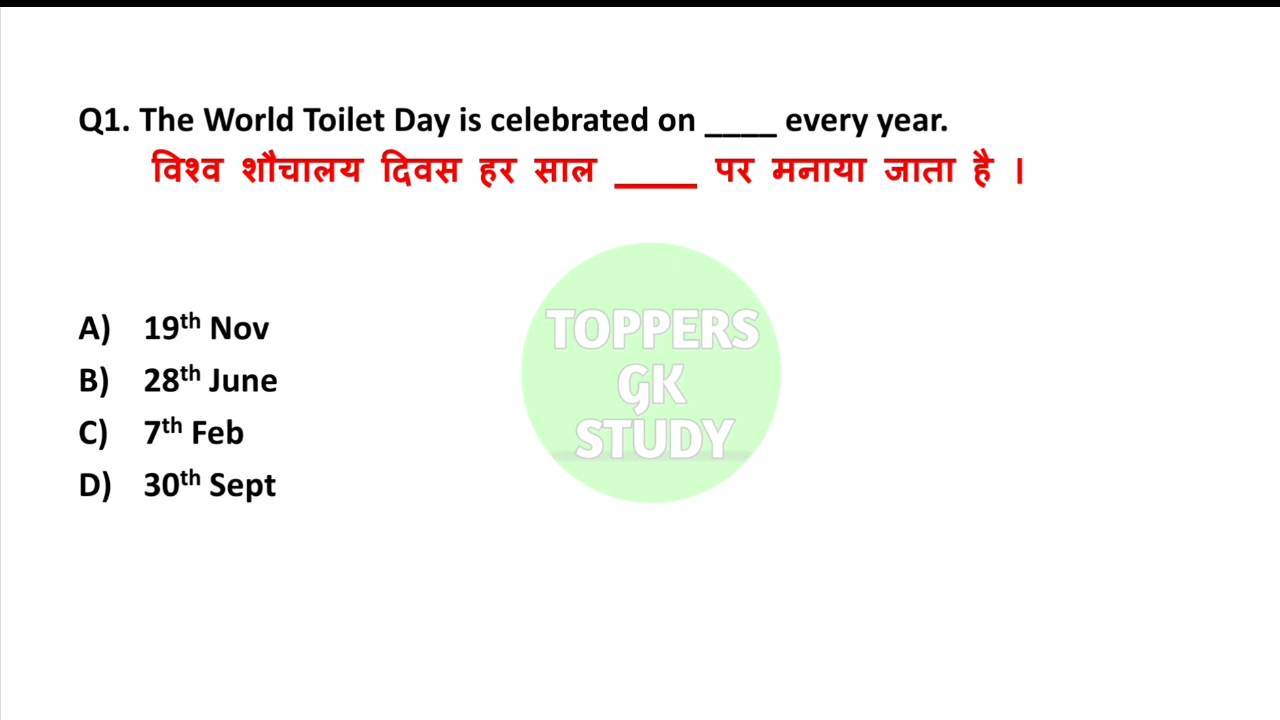 Q1. The World Toilet Day is celebrated on ____ every year.
विश्व शौचालय दिवस हर साल ____ पर मनाया जाता है ।
TOPPERS
GK
STUDY
A) 19th Nov
B) 28th June
C) 7th Feb
D) 30th Sept